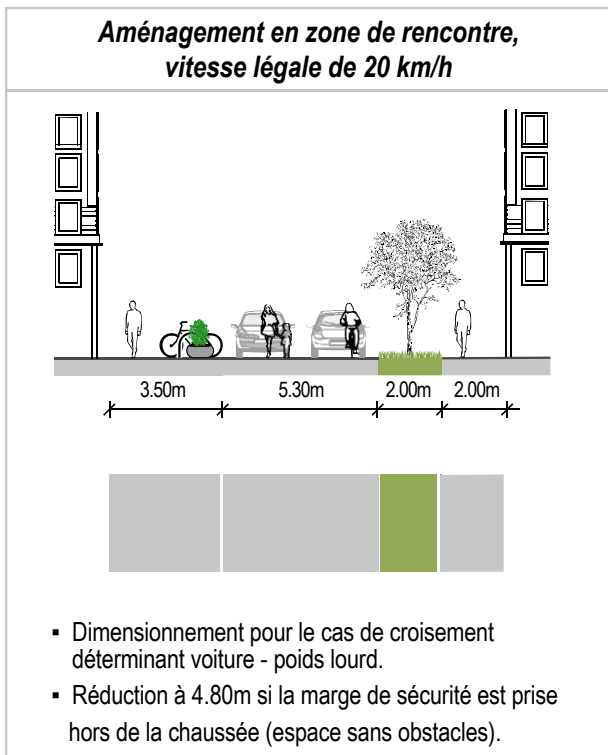 Aménagement en zone de rencontre,
vitesse légale de 20 km/h
3.50m 5.30m 2.00m 2.00m
▪ Dimensionnement pour le cas de croisement
déterminant voiture - poids lourd.
▪ Réduction à 4.80m si la marge de sécurité est prise
hors de la chaussée (espace sans obstacles).